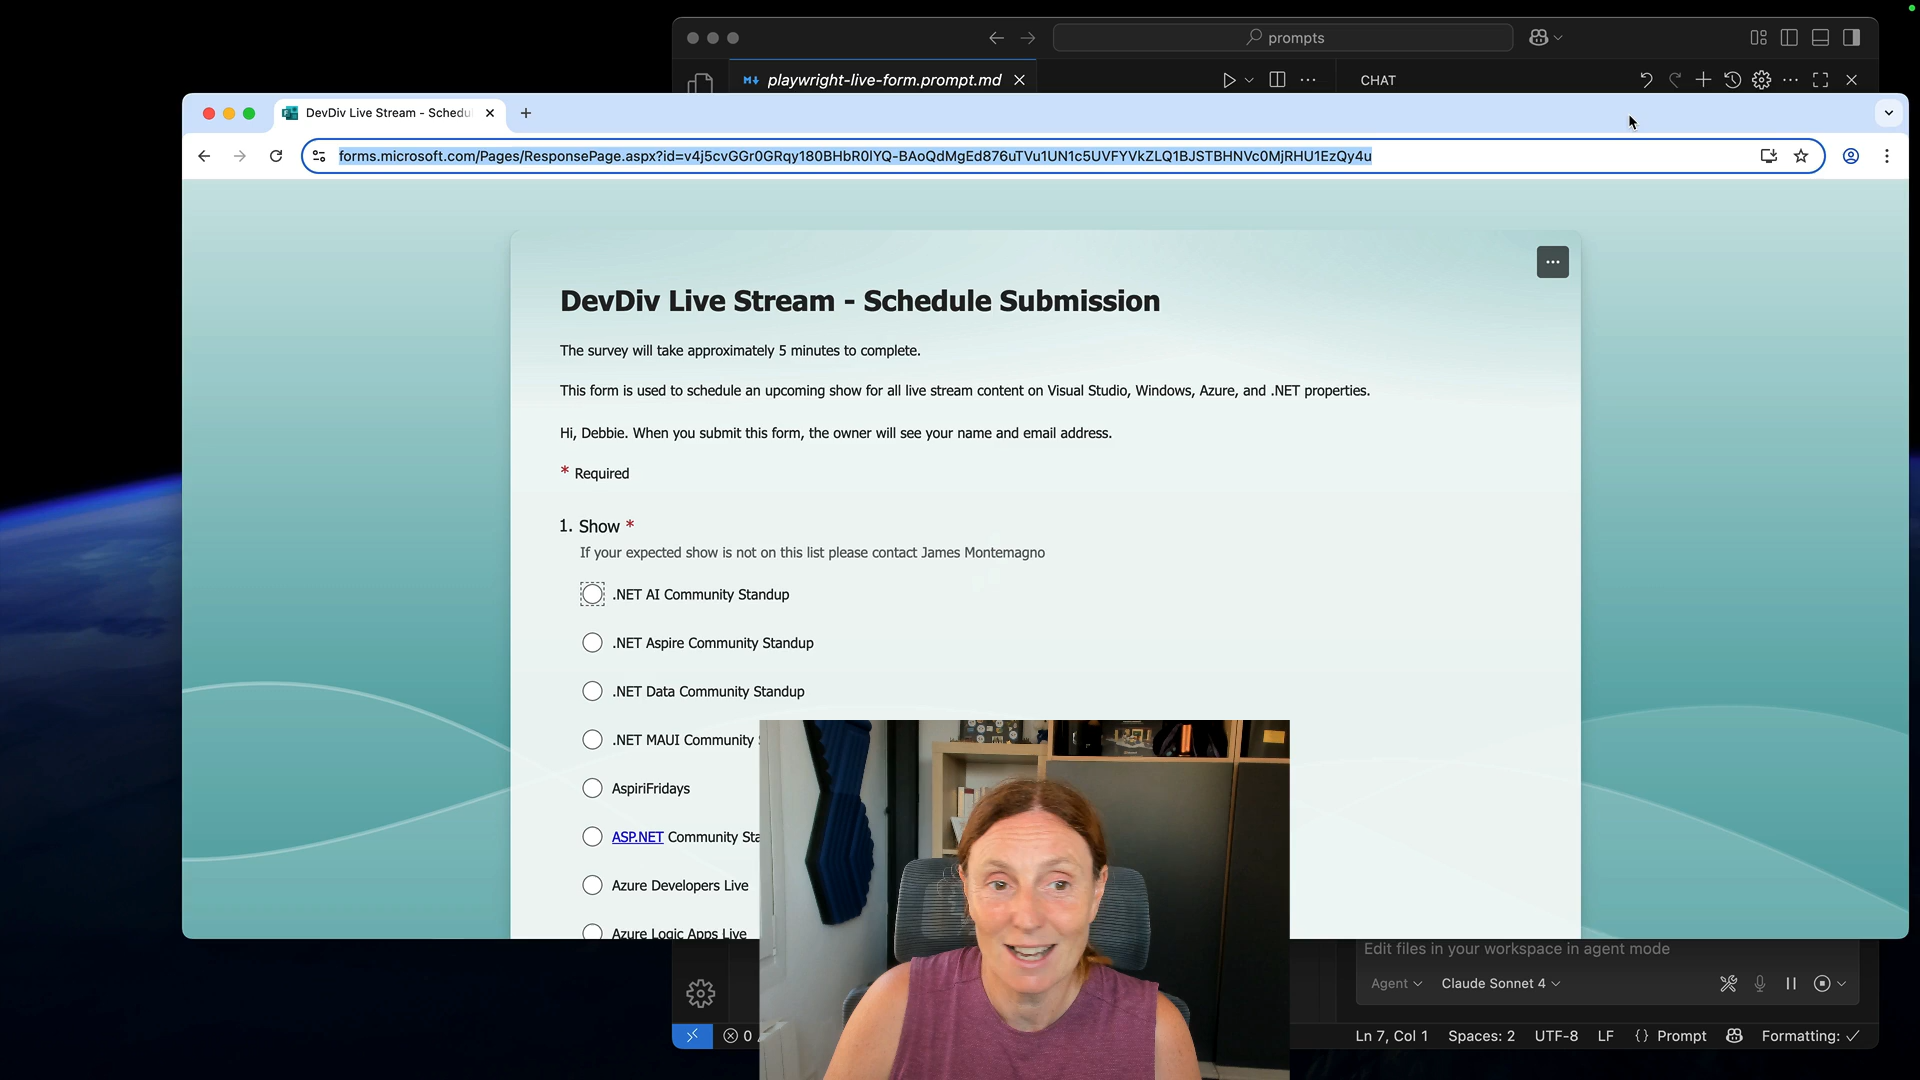 prompts
playwright-live-form.prompt.md
CHAT
DevDiv Live Stream - Schedu
forms.microsoft.com/Pages/ResponsePage.aspx?id=v4j5cvGGr0GRqy180BHbR0lYQ-BAoQdMgEd876uTVu1UN1c5UVFYVkZLQ1BJSTBHNVc0MjRHU1EzQy4u
DevDiv Live Stream - Schedule Submission
The survey will take approximately 5 minutes to complete.
This form is used to schedule an upcoming show for all live stream content on Visual Studio, Windows, Azure, and .NET properties.
Hi, Debbie. When you submit this form, the owner will see your name and email address.
* Required
1. Show *
If your expected show is not on this list please contact James Montemagno
.NET AI Community Standup
.NET Aspire Community Standup
.NET Data Community Standup
.NET MAUI Community
AspiriFridays
ASP.NET Community Sta
Azure Developers Live
Azure Logic Apps Live
Edit files in your workspace in agent mode
Agent Claude Sonnet 4
0
Ln 7, Col 1 Spaces: 2 UTF-8 LF {} Prompt Formatting: ✓